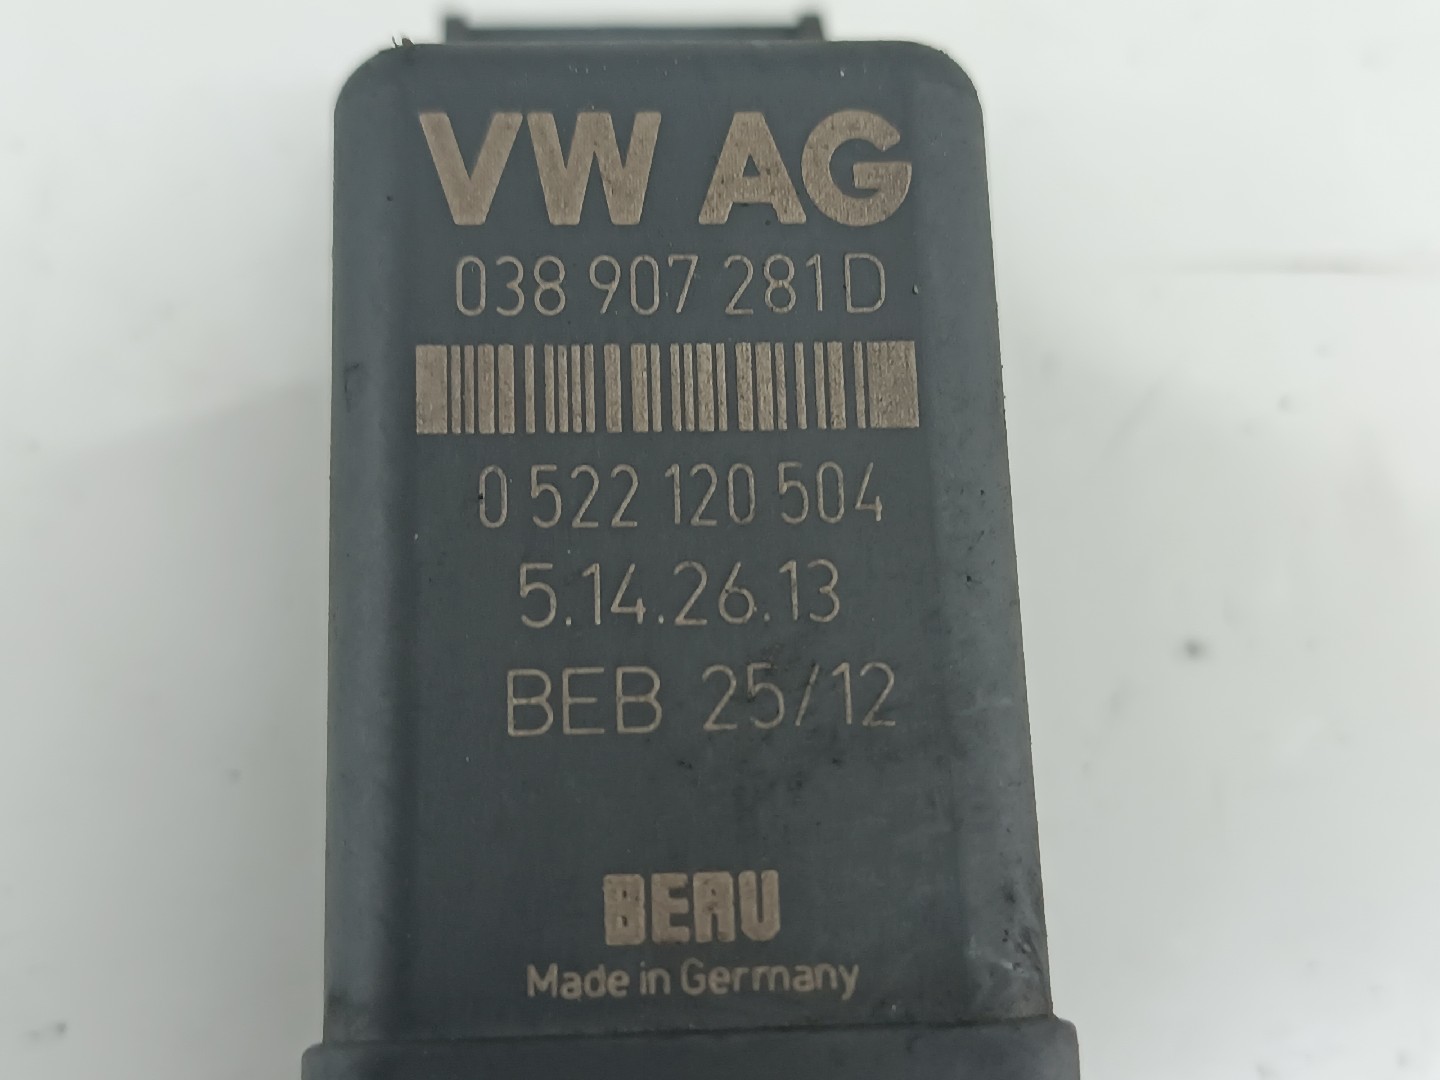 VW AG
038 907 281D
0 522 120 504
5.14.26.13
BEB 25/12
BERU
Made in Germany